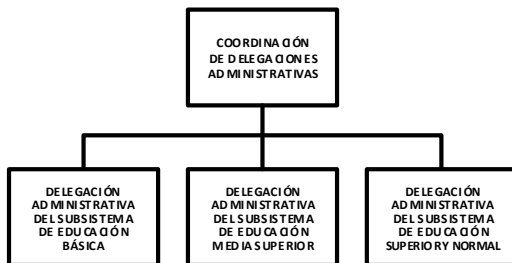 COORDINACIÓN
DE DELEGACIONES
ADMINISTRATIVAS
DELEGACIÓN
ADMINISTRATIVA
DEL SUBSISTEMA
DE EDUCACIÓN
BÁSICA
DELEGACIÓN
ADMINISTRATIVA
DEL SUBSISTEMA
DE EDUCACIÓN
MEDIA SUPERIOR
DELEGACIÓN
ADMINISTRATIVA
DEL SUBSISTEMA
DE EDUCACIÓN
SUPERIOR Y NORMAL